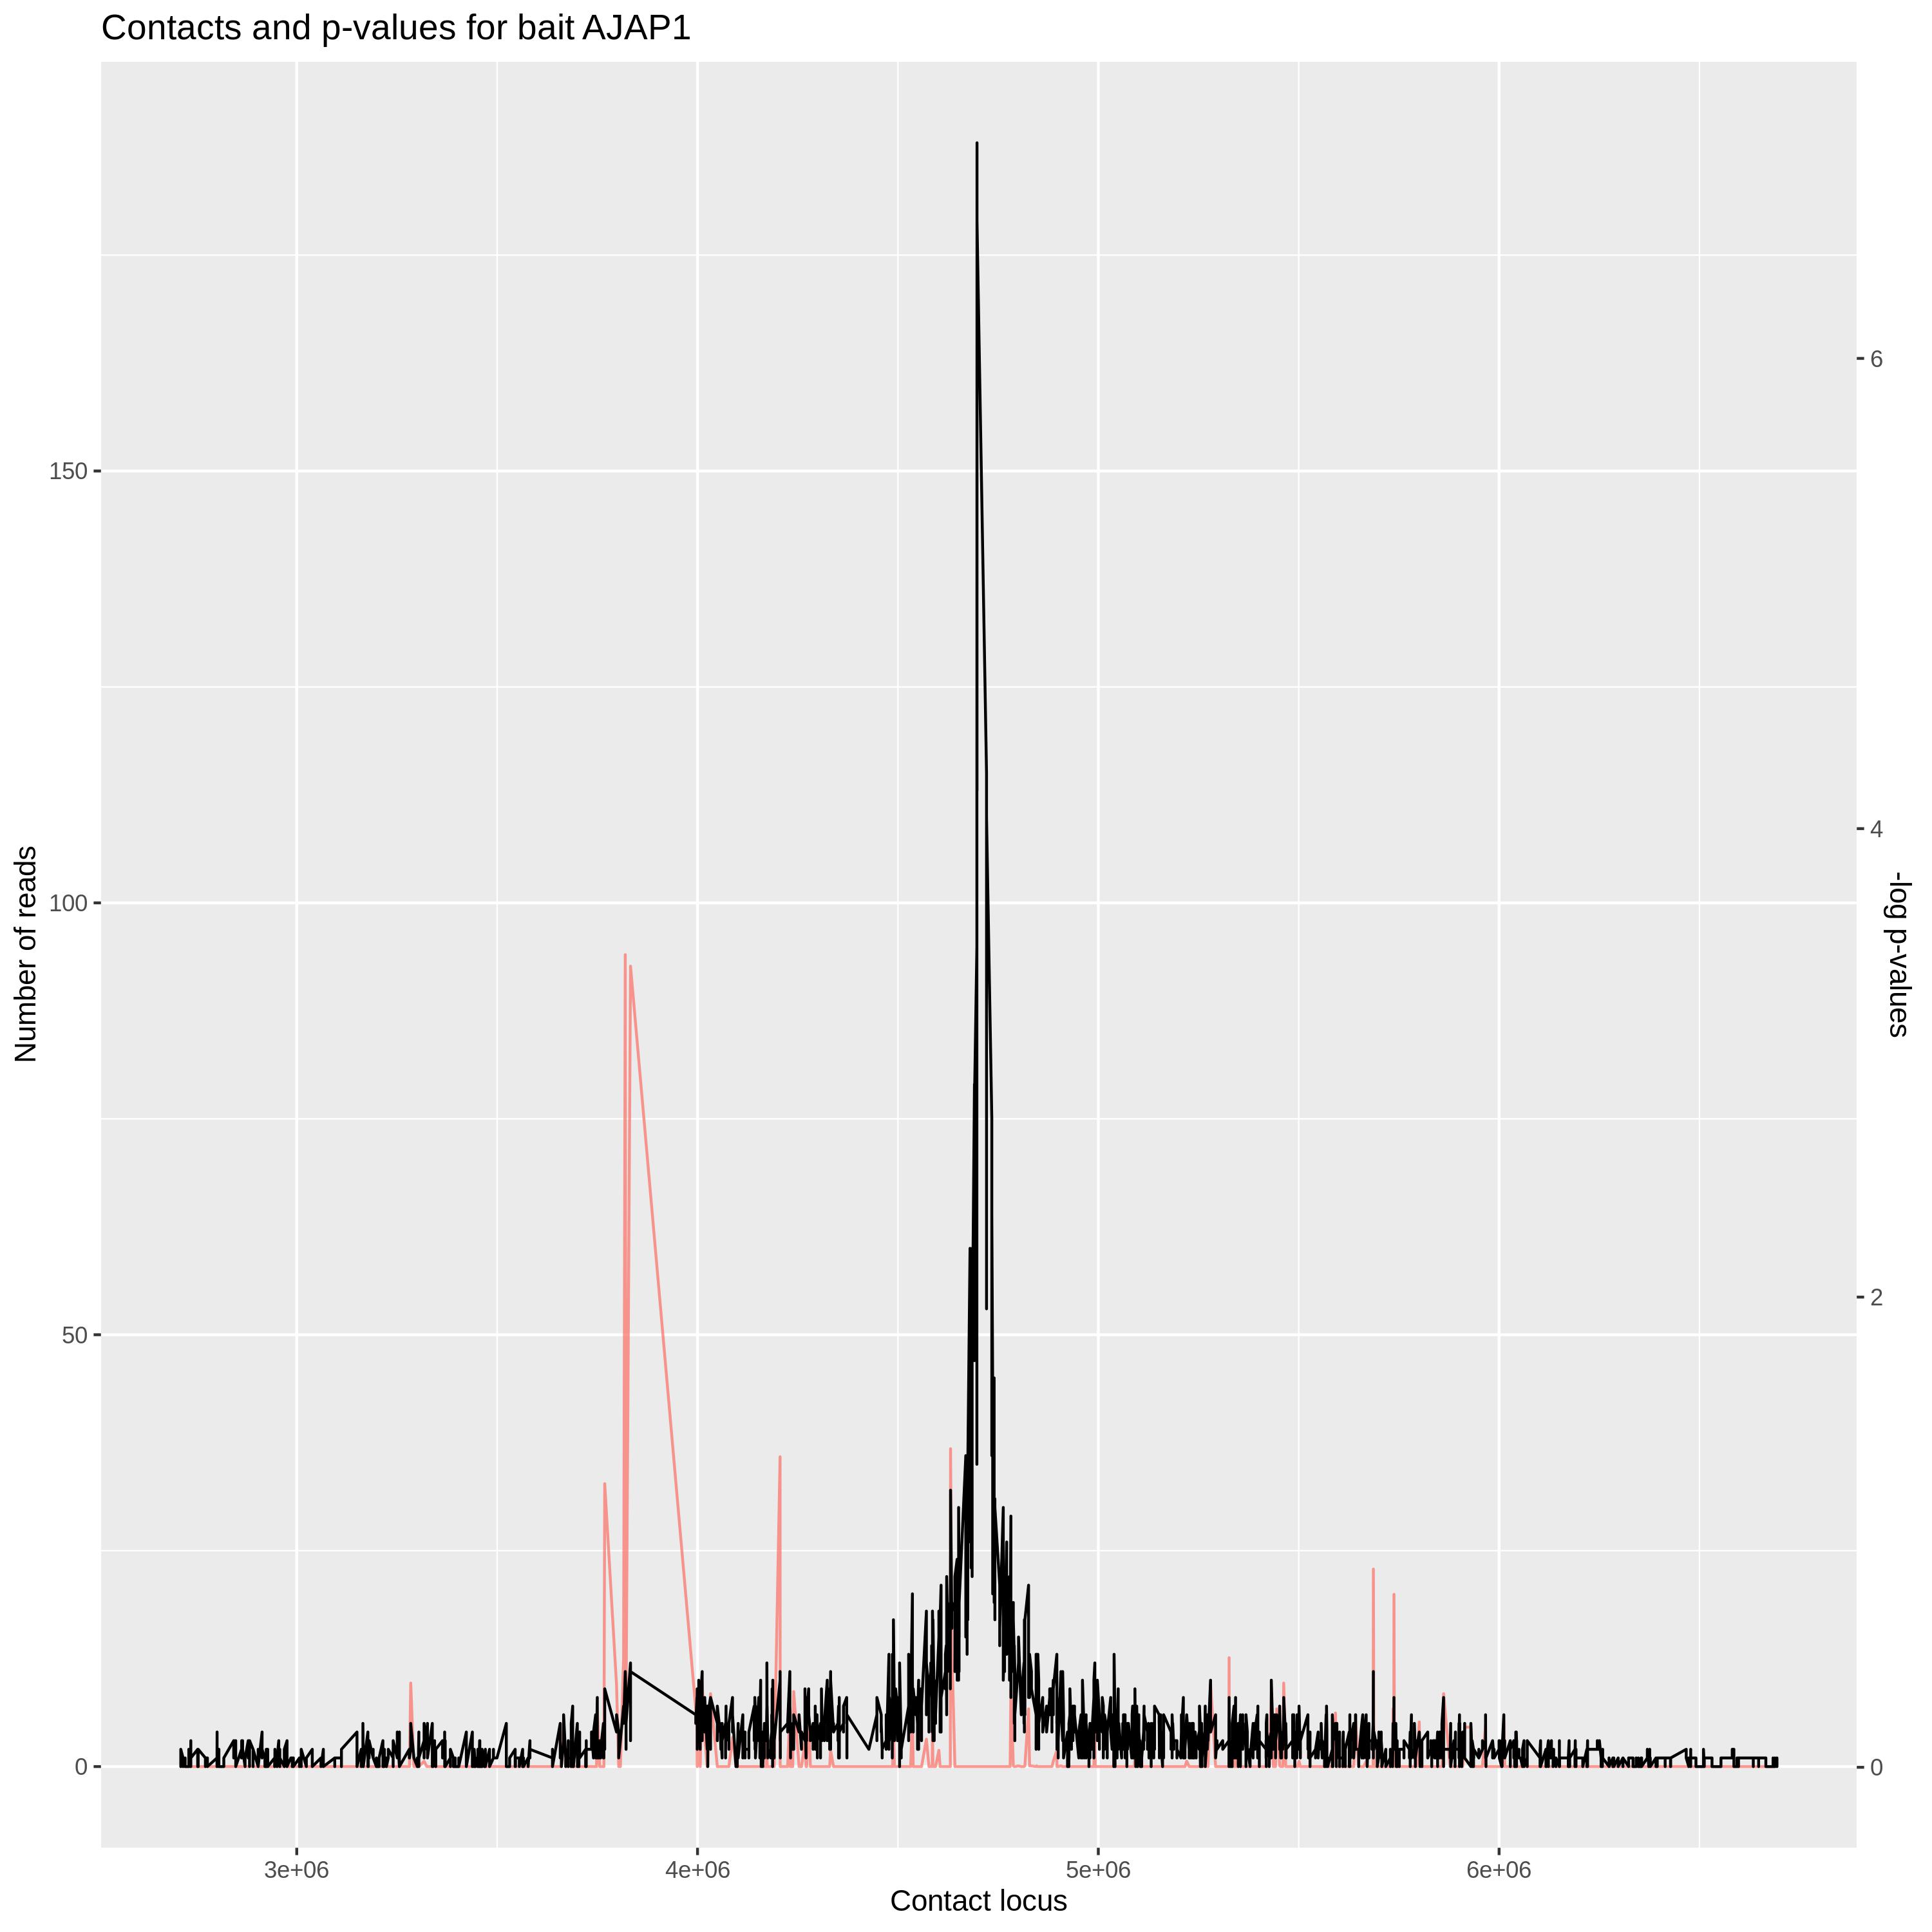 Contacts and p-values for bait AJAP1
Number of reads
150
100
50
0
6
4
2
0
-log p-values
3e+06
4e+06
5e+06
6e+06
Contact locus